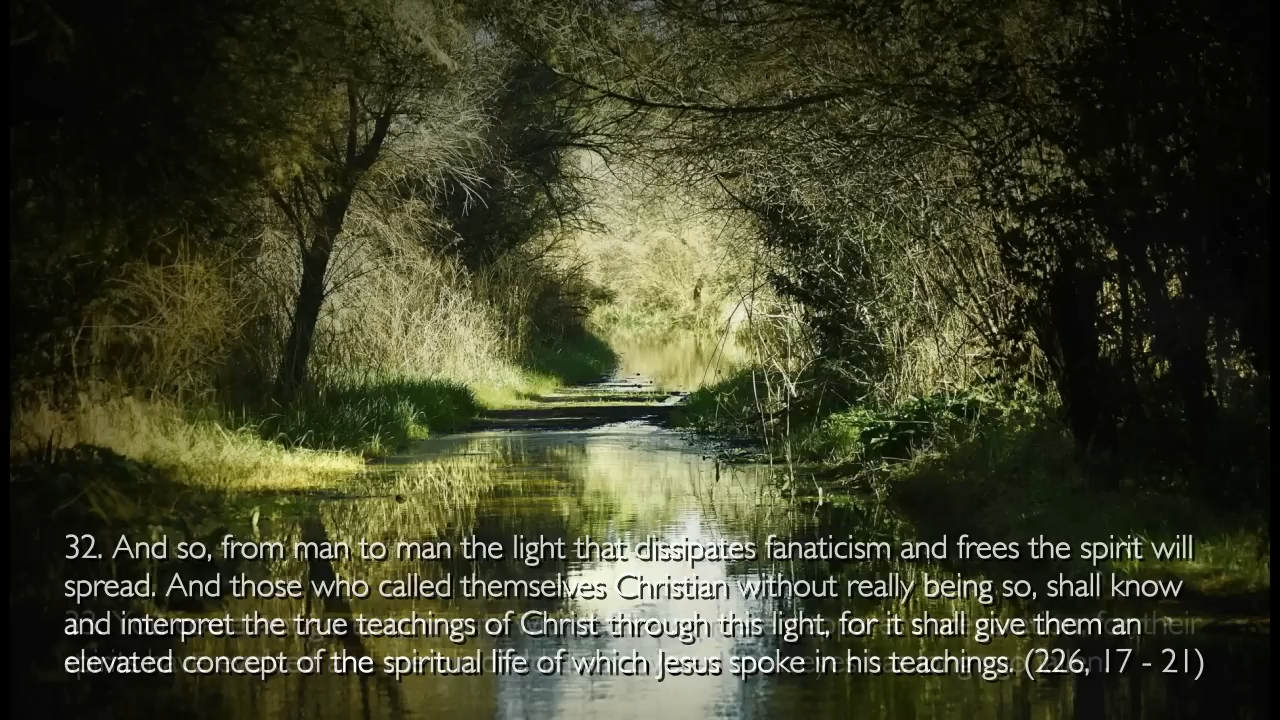 32. And so, from man to man the light that dissipates fanaticism and frees the spirit will
spread. And those who called themselves Christian without really being so, shall know
and interpret the true teachings of Christ through this light, for it shall give them an
elevated concept of the spiritual life of which Jesus spoke in his teachings. (226, 17 - 21)